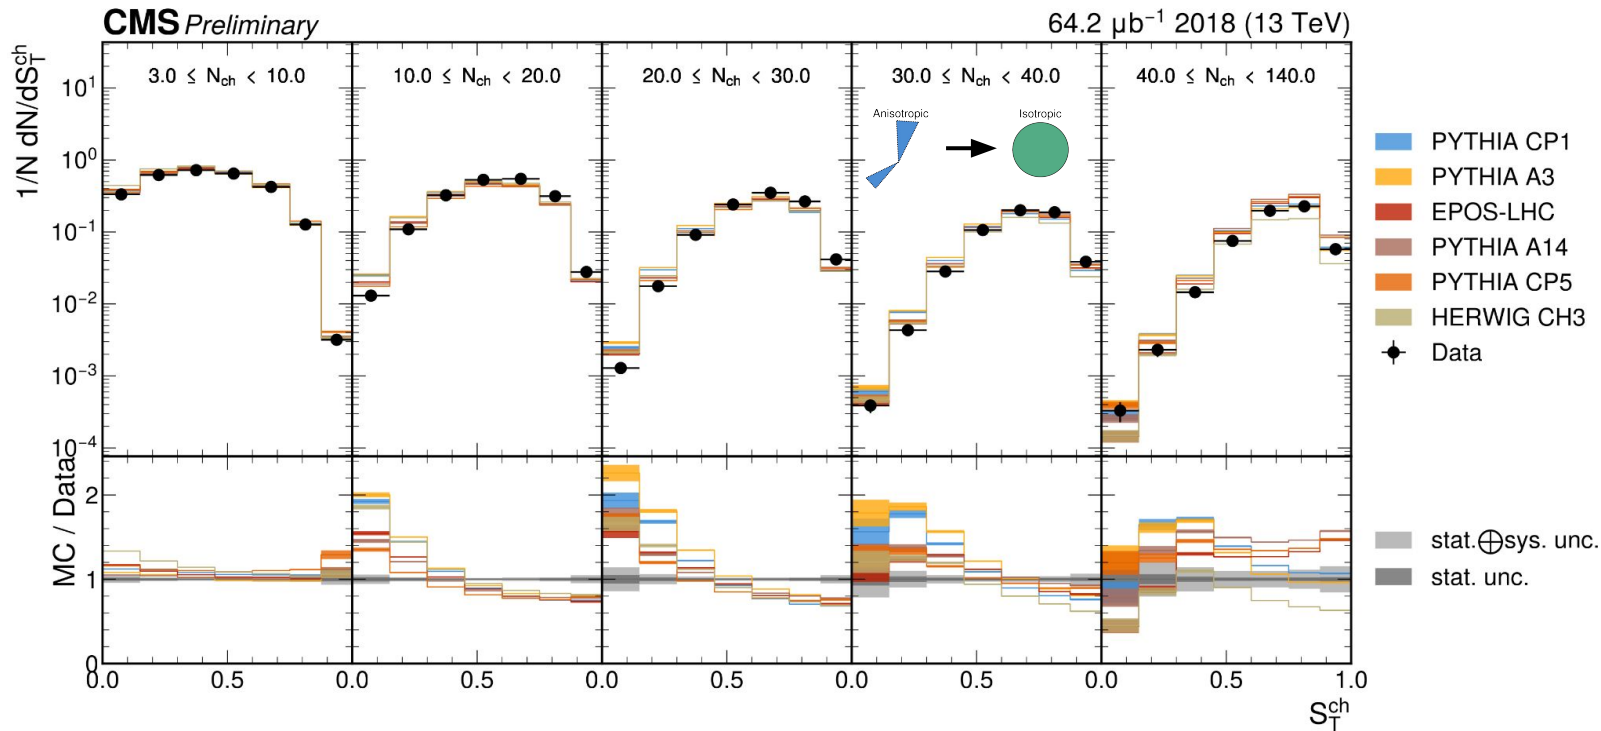 CMS Preliminary
64.2 μb⁻¹ 2018 (13 TeV)
1/N dN/dS_T^ch
10¹
10⁰
10⁻¹
10⁻²
10⁻³
10⁻⁴
3.0 ≤ N_ch < 10.0
10.0 ≤ N_ch < 20.0
20.0 ≤ N_ch < 30.0
30.0 ≤ N_ch < 40.0
40.0 ≤ N_ch < 140.0
Anisotropic
Isotropic
PYTHIA CP1
PYTHIA A3
EPOS-LHC
PYTHIA A14
PYTHIA CP5
HERWIG CH3
Data
MC / Data
2
1
0
stat.⊕sys. unc.
stat. unc.
0.0 0.5 0.0 0.5 0.0 0.5 0.0 0.5 0.0 0.5 1.0
S_T^ch